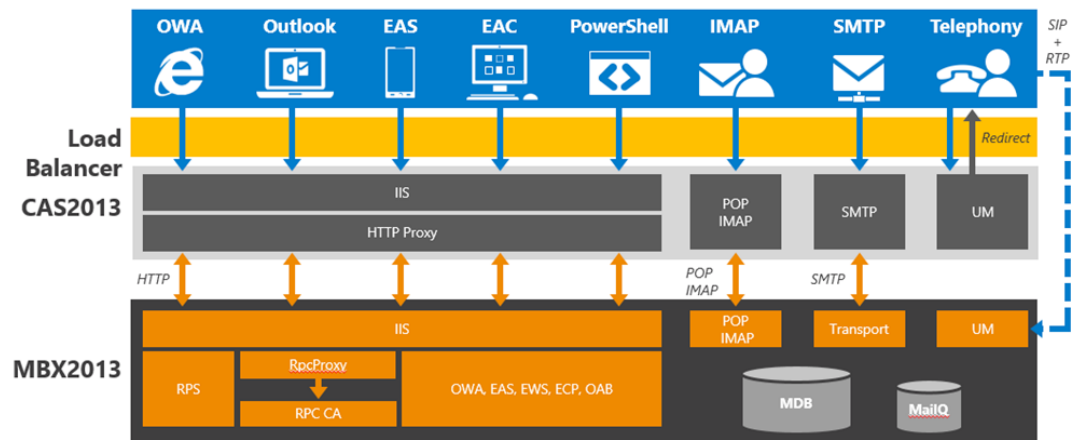 OWA
Outlook
EAS
EAC
PowerShell
IMAP
SMTP
Telephony
SIP
+
RTP
Load
Balancer
Redirect
CAS2013
IIS
HTTP Proxy
POP
IMAP
SMTP
UM
HTTP
POP
IMAP
SMTP
MBX2013
IIS
POP
IMAP
Transport
UM
RPS
RpcProxy
RPC CA
OWA, EAS, EWS, ECP, OAB
MDB
MailQ